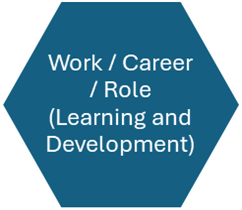 Work / Career
/ Role
(Learning and
Development)